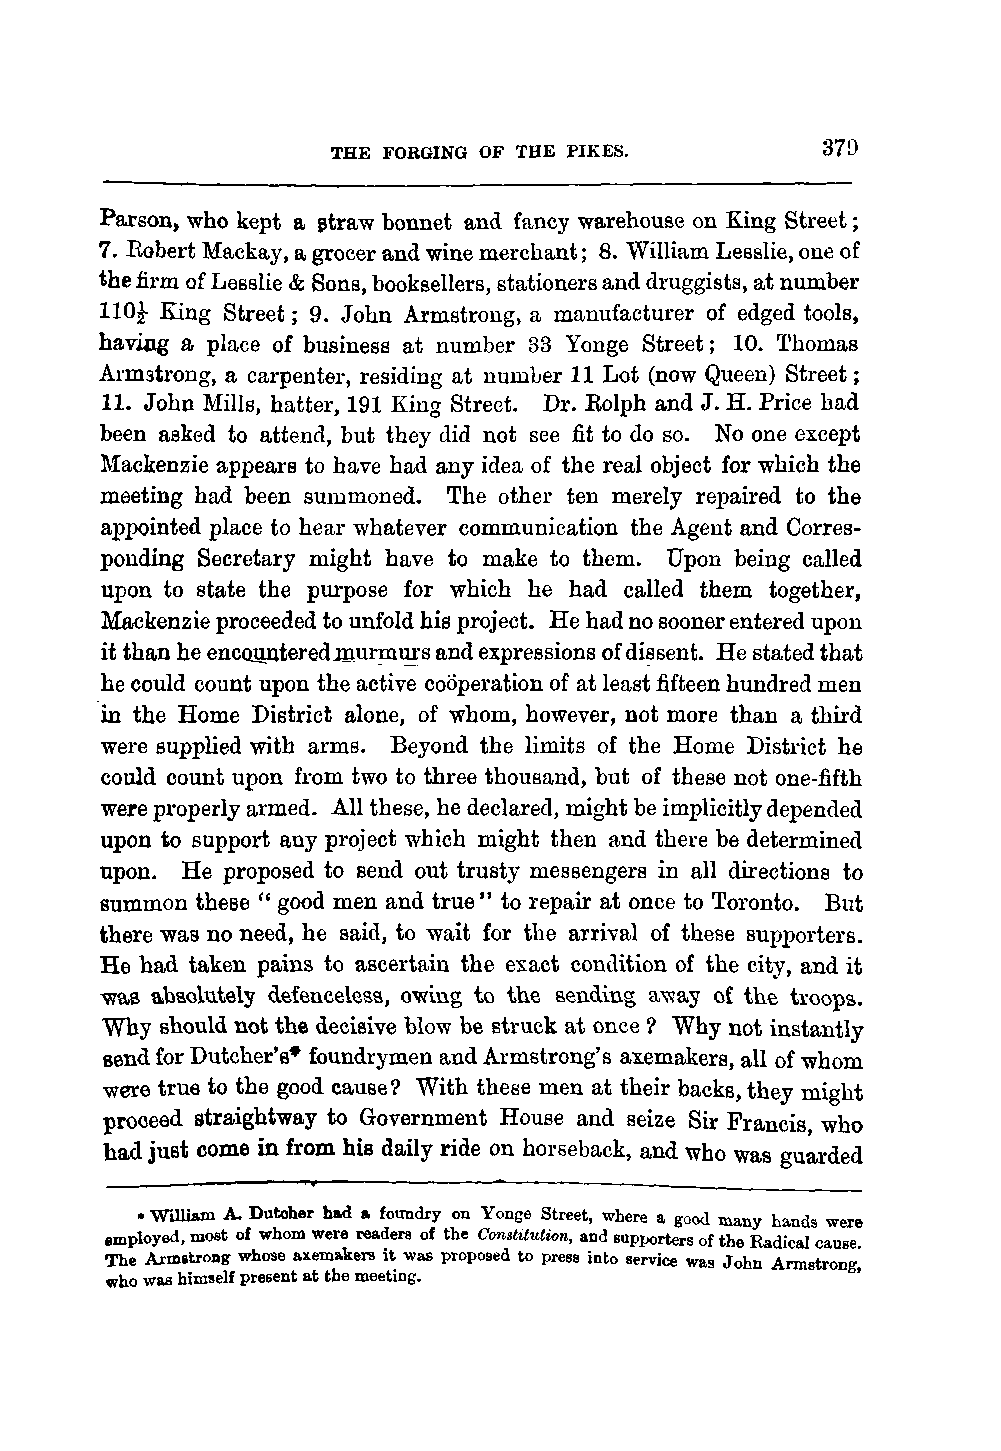 THE FORGING OF THE PIKES. 379
Parson, who kept a straw bonnet and fancy warehouse on King Street;
7. Robert Mackay, a grocer and wine merchant; 8. William Lesslie, one of
the firm of Lesslie & Sons, booksellers, stationers and druggists, at number
110½ King Street; 9. John Armstrong, a manufacturer of edged tools,
having a place of business at number 33 Yonge Street; 10. Thomas
Armstrong, a carpenter, residing at number 11 Lot (now Queen) Street;
11. John Mills, hatter, 191 King Street. Dr. Rolph and J. H. Price had
been asked to attend, but they did not see fit to do so. No one except
Mackenzie appears to have had any idea of the real object for which the
meeting had been summoned. The other ten merely repaired to the
appointed place to hear whatever communication the Agent and Corres-
ponding Secretary might have to make to them. Upon being called
upon to state the purpose for which he had called them together,
Mackenzie proceeded to unfold his project. He had no sooner entered upon
it than he encountered murmurs and expressions of dissent. He stated that
he could count upon the active coöperation of at least fifteen hundred men
in the Home District alone, of whom, however, not more than a third
were supplied with arms. Beyond the limits of the Home District he
could count upon from two to three thousand, but of these not one-fifth
were properly armed. All these, he declared, might be implicitly depended
upon to support any project which might then and there be determined
upon. He proposed to send out trusty messengers in all directions to
summon these “good men and true” to repair at once to Toronto. But
there was no need, he said, to wait for the arrival of these supporters.
He had taken pains to ascertain the exact condition of the city, and it
was absolutely defenceless, owing to the sending away of the troops.
Why should not the decisive blow be struck at once? Why not instantly
send for Dutcher's* foundrymen and Armstrong's axemakers, all of whom
were true to the good cause? With these men at their backs, they might
proceed straightway to Government House and seize Sir Francis, who
had just come in from his daily ride on horseback, and who was guarded
* William A. Dutcher had a foundry on Yonge Street, where a good many hands were
employed, most of whom were readers of the Constitution, and supporters of the Radical cause.
The Armstrong whose axemakers it was proposed to press into service was John Armstrong,
who was himself present at the meeting.